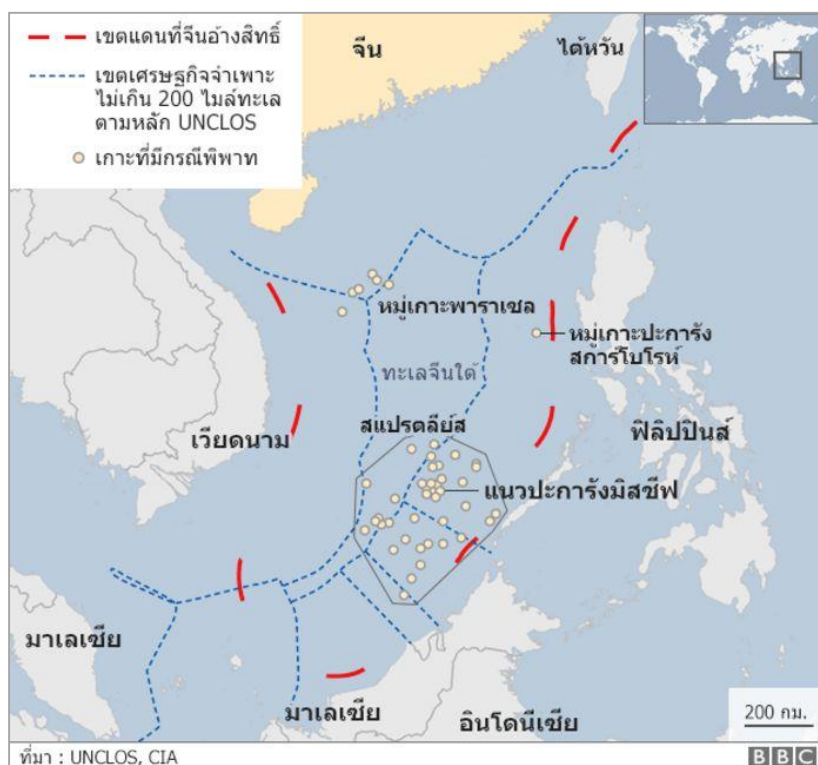 เขตแดนที่จีนอ้างสิทธิ์
เขตเศรษฐกิจจำเพาะ
ไม่เกิน 200 ไมล์ทะเล
ตามหลัก UNCLOS
เกาะที่มีกรณีพิพาท
จีน
ไต้หวัน
หมู่เกาะพาราเซล
หมู่เกาะปะการัง
สการ์โบโรห์
ทะเลจีนใต้
สแปรตลีย์ส
เวียดนาม
ฟิลิปปินส์
แนวปะการังมิสชีฟ
มาเลเซีย
มาเลเซีย
อินโดนีเซีย
200 กม.
ที่มา : UNCLOS, CIA
BBC